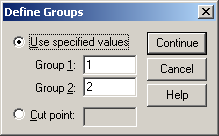 Define Groups
Use specified values
Continue
Group 1: 1
Cancel
Group 2: 2
Help
Cut point: